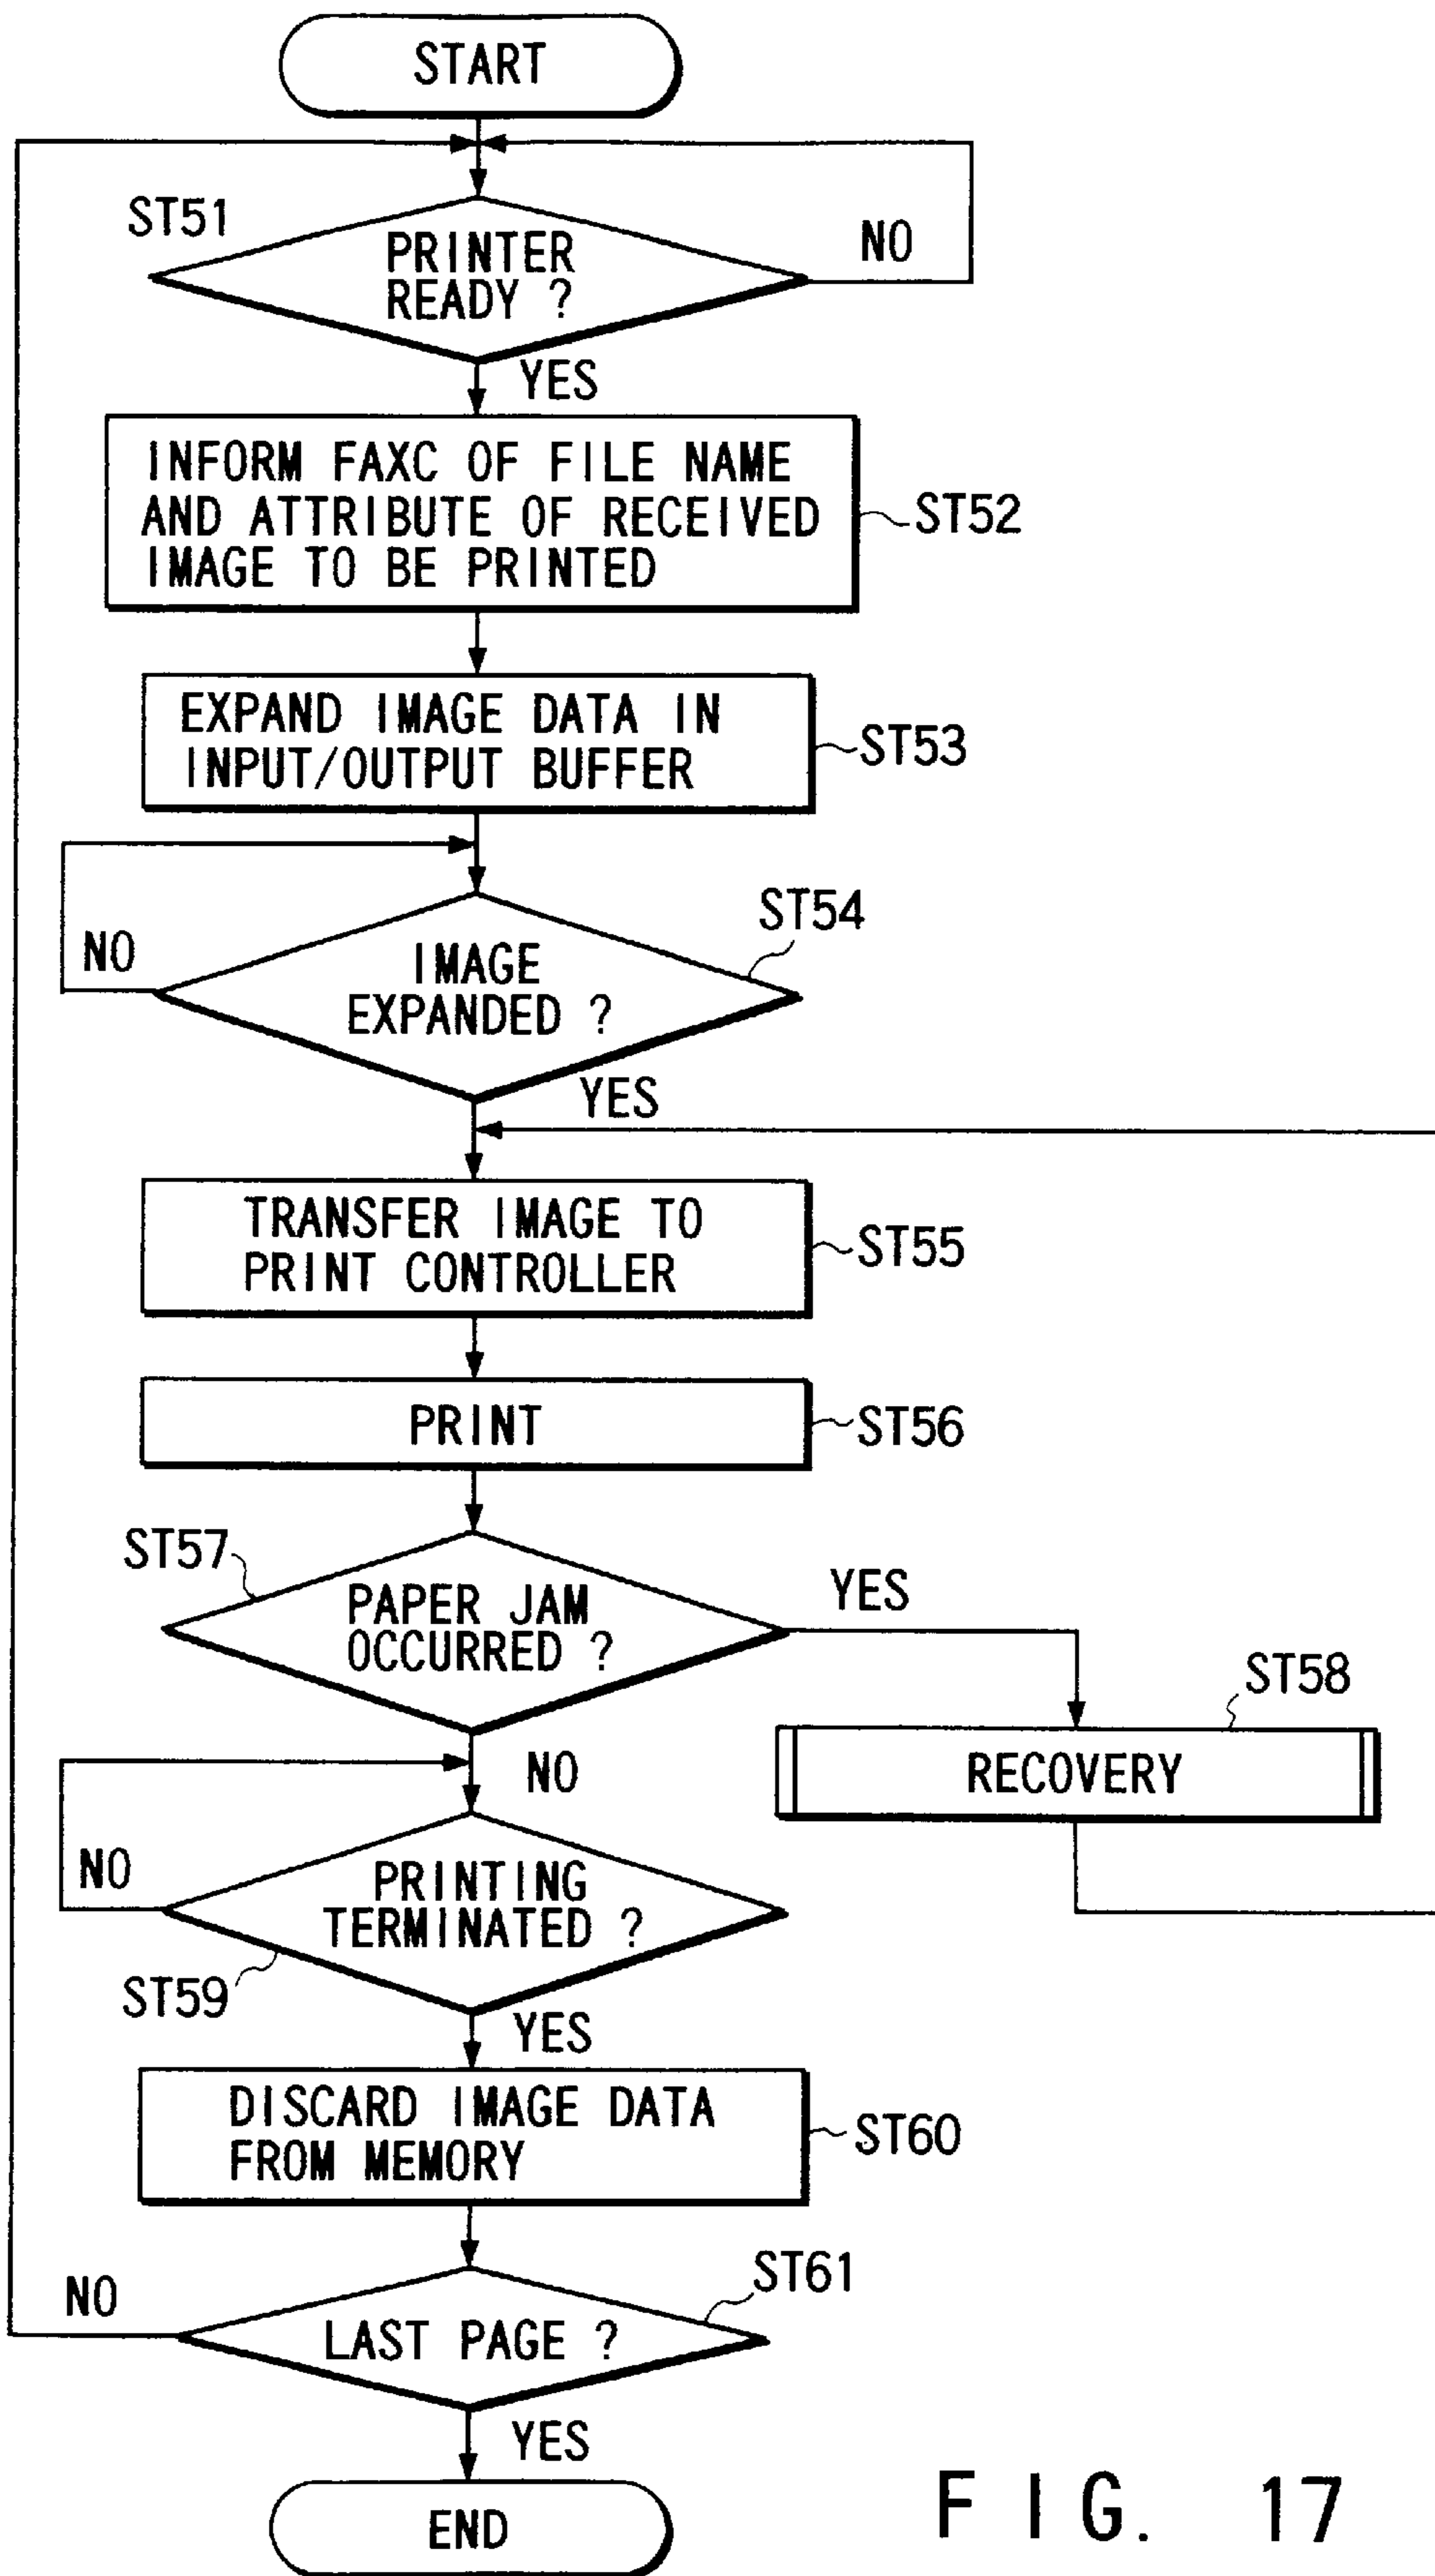 START
ST51
PRINTER
READY ?
NO
YES
INFORM FAXC OF FILE NAME
AND ATTRIBUTE OF RECEIVED
IMAGE TO BE PRINTED
ST52
EXPAND IMAGE DATA IN
INPUT/OUTPUT BUFFER
ST53
ST54
NO
IMAGE
EXPANDED ?
YES
TRANSFER IMAGE TO
PRINT CONTROLLER
ST55
PRINT
ST56
ST57
PAPER JAM
OCCURRED ?
YES
ST58
RECOVERY
NO
NO
PRINTING
TERMINATED ?
ST59
YES
DISCARD IMAGE DATA
FROM MEMORY
ST60
ST61
NO
LAST PAGE ?
YES
END
FIG. 17